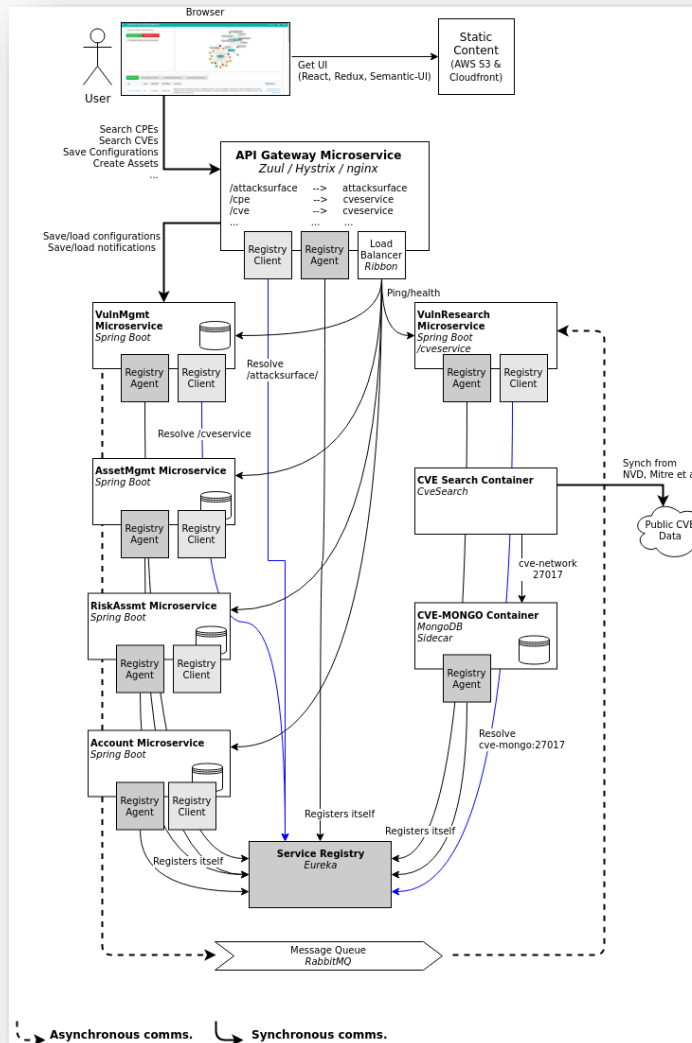 Browser
User
Get UI
(React, Redux, Semantic-UI)
Static
Content
(AWS S3 &
Cloudfront)
Search CPEs
Search CVEs
Save Configurations
Create Assets
...
API Gateway Microservice
Zuul / Hystrix / nginx
/attacksurface --> attacksurface
/cpe --> cveservice
/cve --> cveservice
... ... ...
Registry
Client
Registry
Agent
Load
Balancer
Ribbon
Save/load configurations
Save/load notifications
Ping/health
VulnMgmt
Microservice
Spring Boot
Registry
Agent
Registry
Client
Resolve
/attacksurface/
VulnResearch
Microservice
Spring Boot
/cveservice
Registry
Agent
Registry
Client
Resolve /cveservice
AssetMgmt Microservice
Spring Boot
Registry
Agent
Registry
Client
CVE Search Container
CveSearch
Synch from
NVD, Mitre et a
Public CVE
Data
cve-network
27017
RiskAssmt Microservice
Spring Boot
Registry
Agent
Registry
Client
CVE-MONGO Container
MongoDB
Sidecar
Registry
Agent
Resolve
cve-mongo:27017
Account Microservice
Spring Boot
Registry
Agent
Registry
Client
Registers itself
Registers itself
Registers itself
Service Registry
Eureka
Message Queue
RabbitMQ
Asynchronous comms.
Synchronous comms.